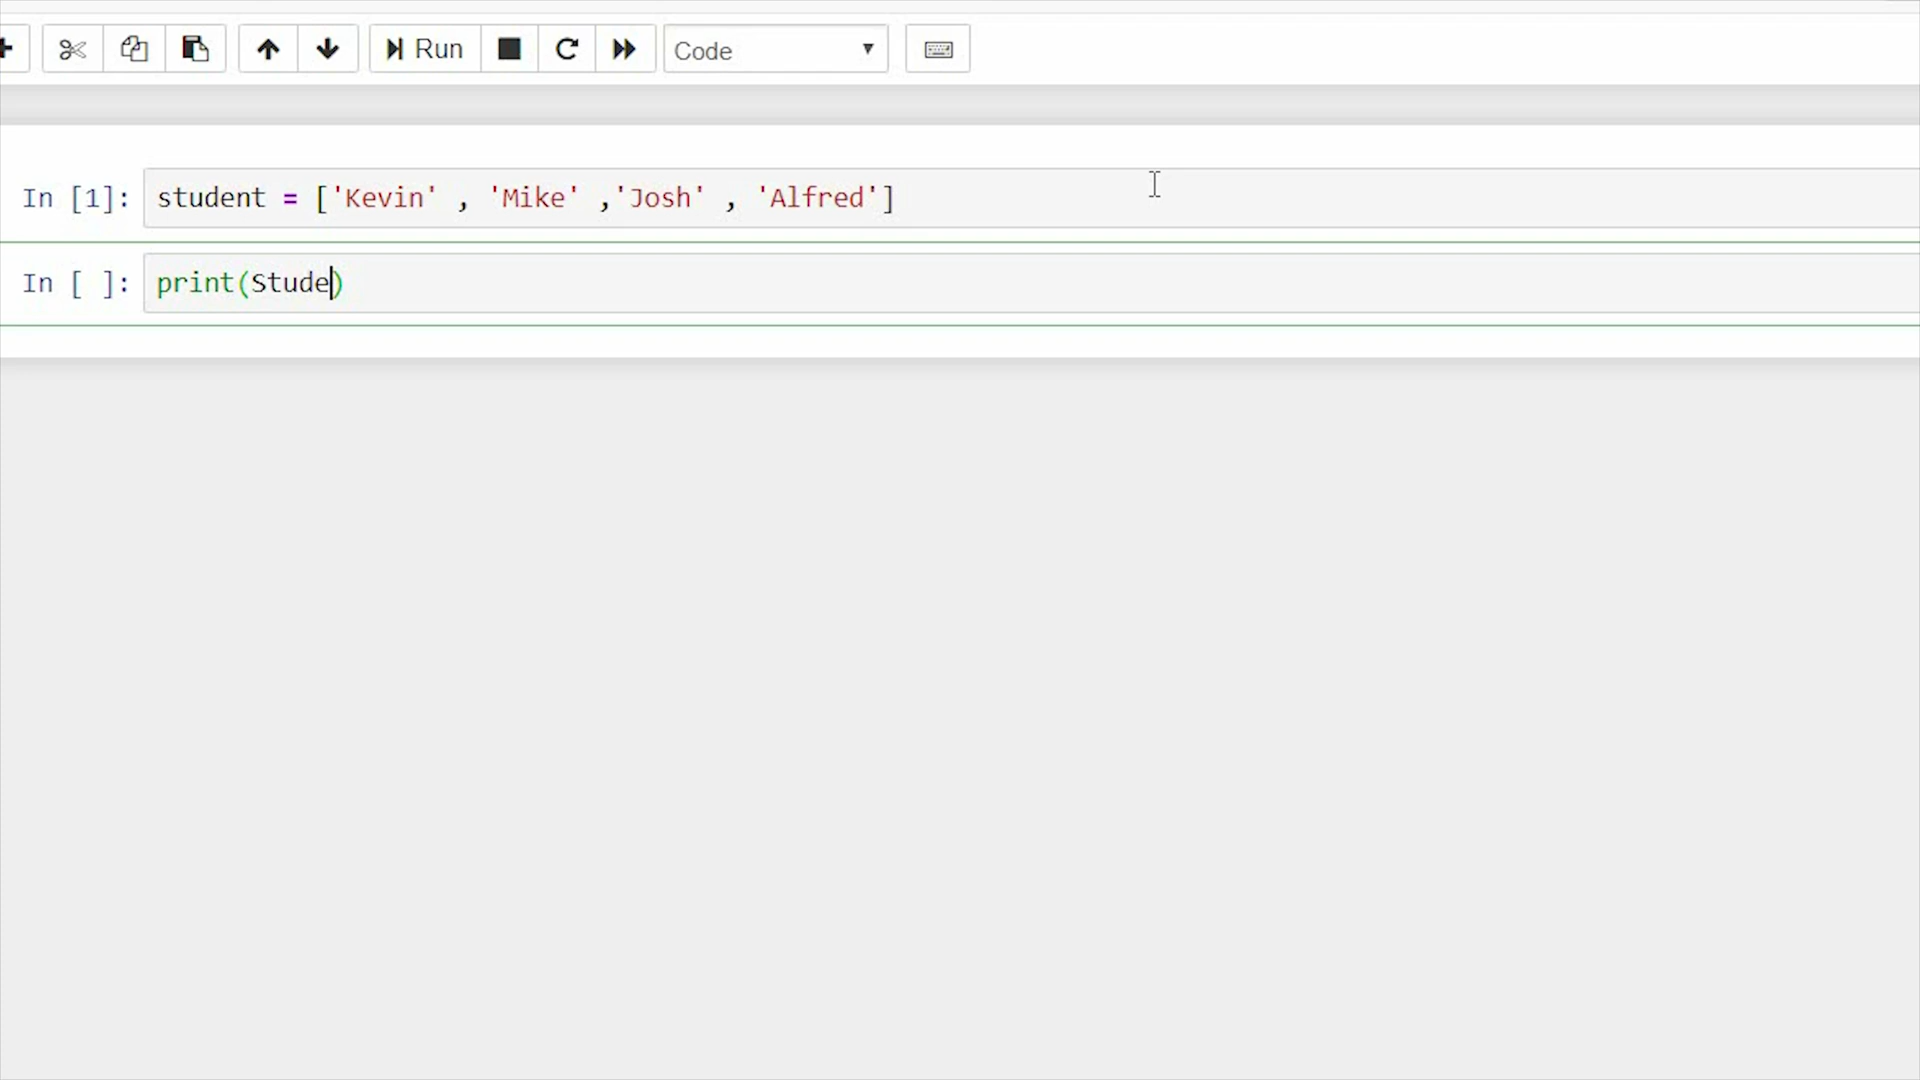 Run Code
In [1]: student = ['Kevin' , 'Mike' ,'Josh' , 'Alfred']
In [ ]: print(Stude)